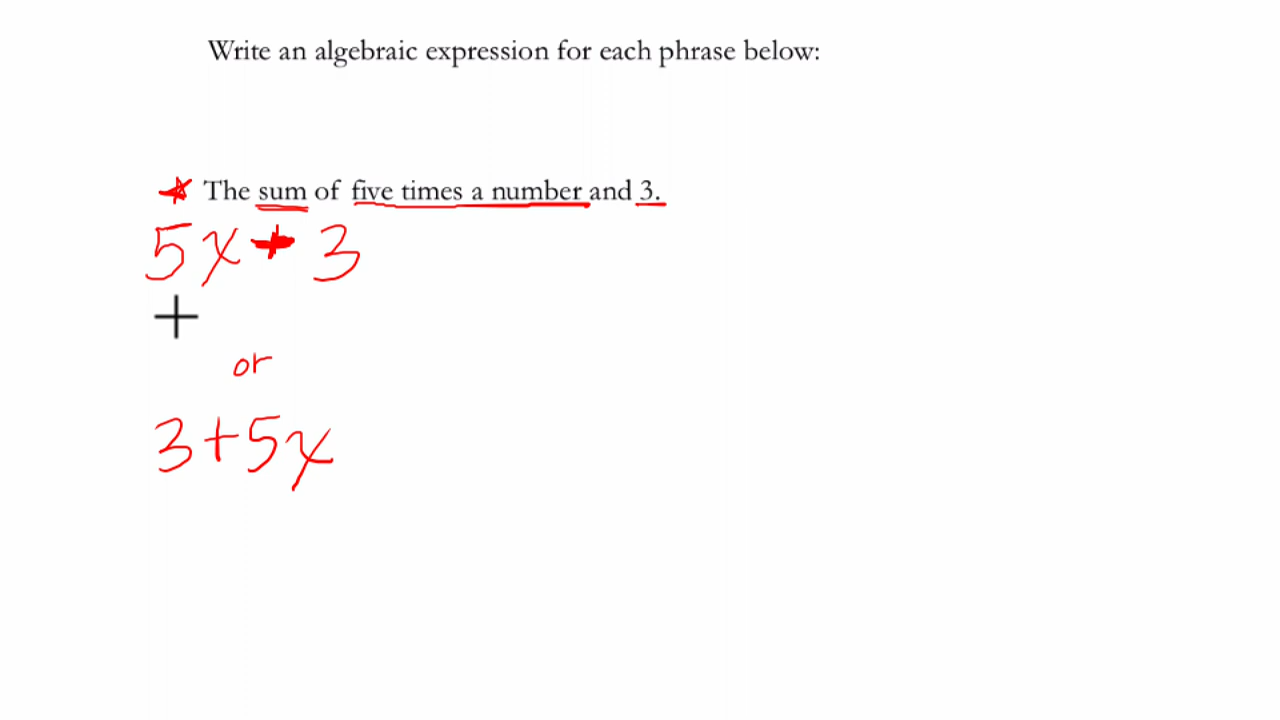 Write an algebraic expression for each phrase below:
The sum of five times a number and 3.
5x + 3
or
3+5x